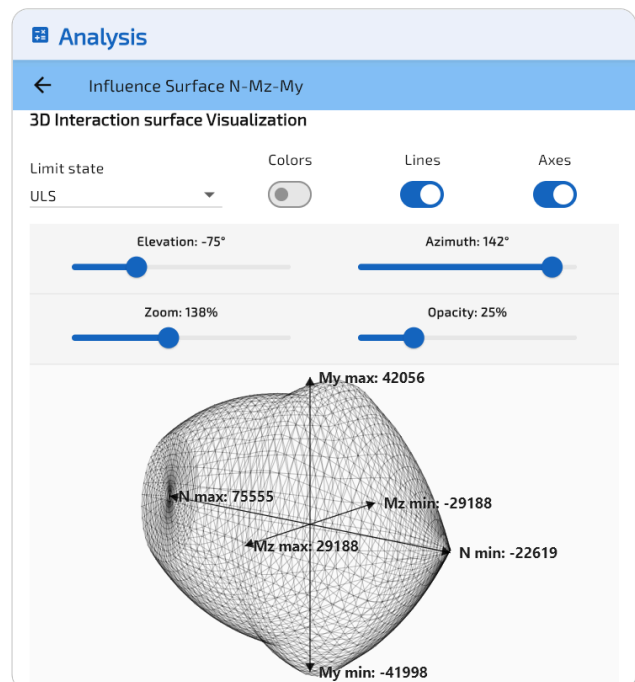 Analysis
Influence Surface N-Mz-My
3D Interaction surface Visualization
Limit state
ULS
Colors
Lines
Axes
Elevation: -75°
Azimuth: 142°
Zoom: 138%
Opacity: 25%
My max: 42056
N max: 75555
Mz min: -29188
Mz max: 29188
N min: -22619
My min: -41998